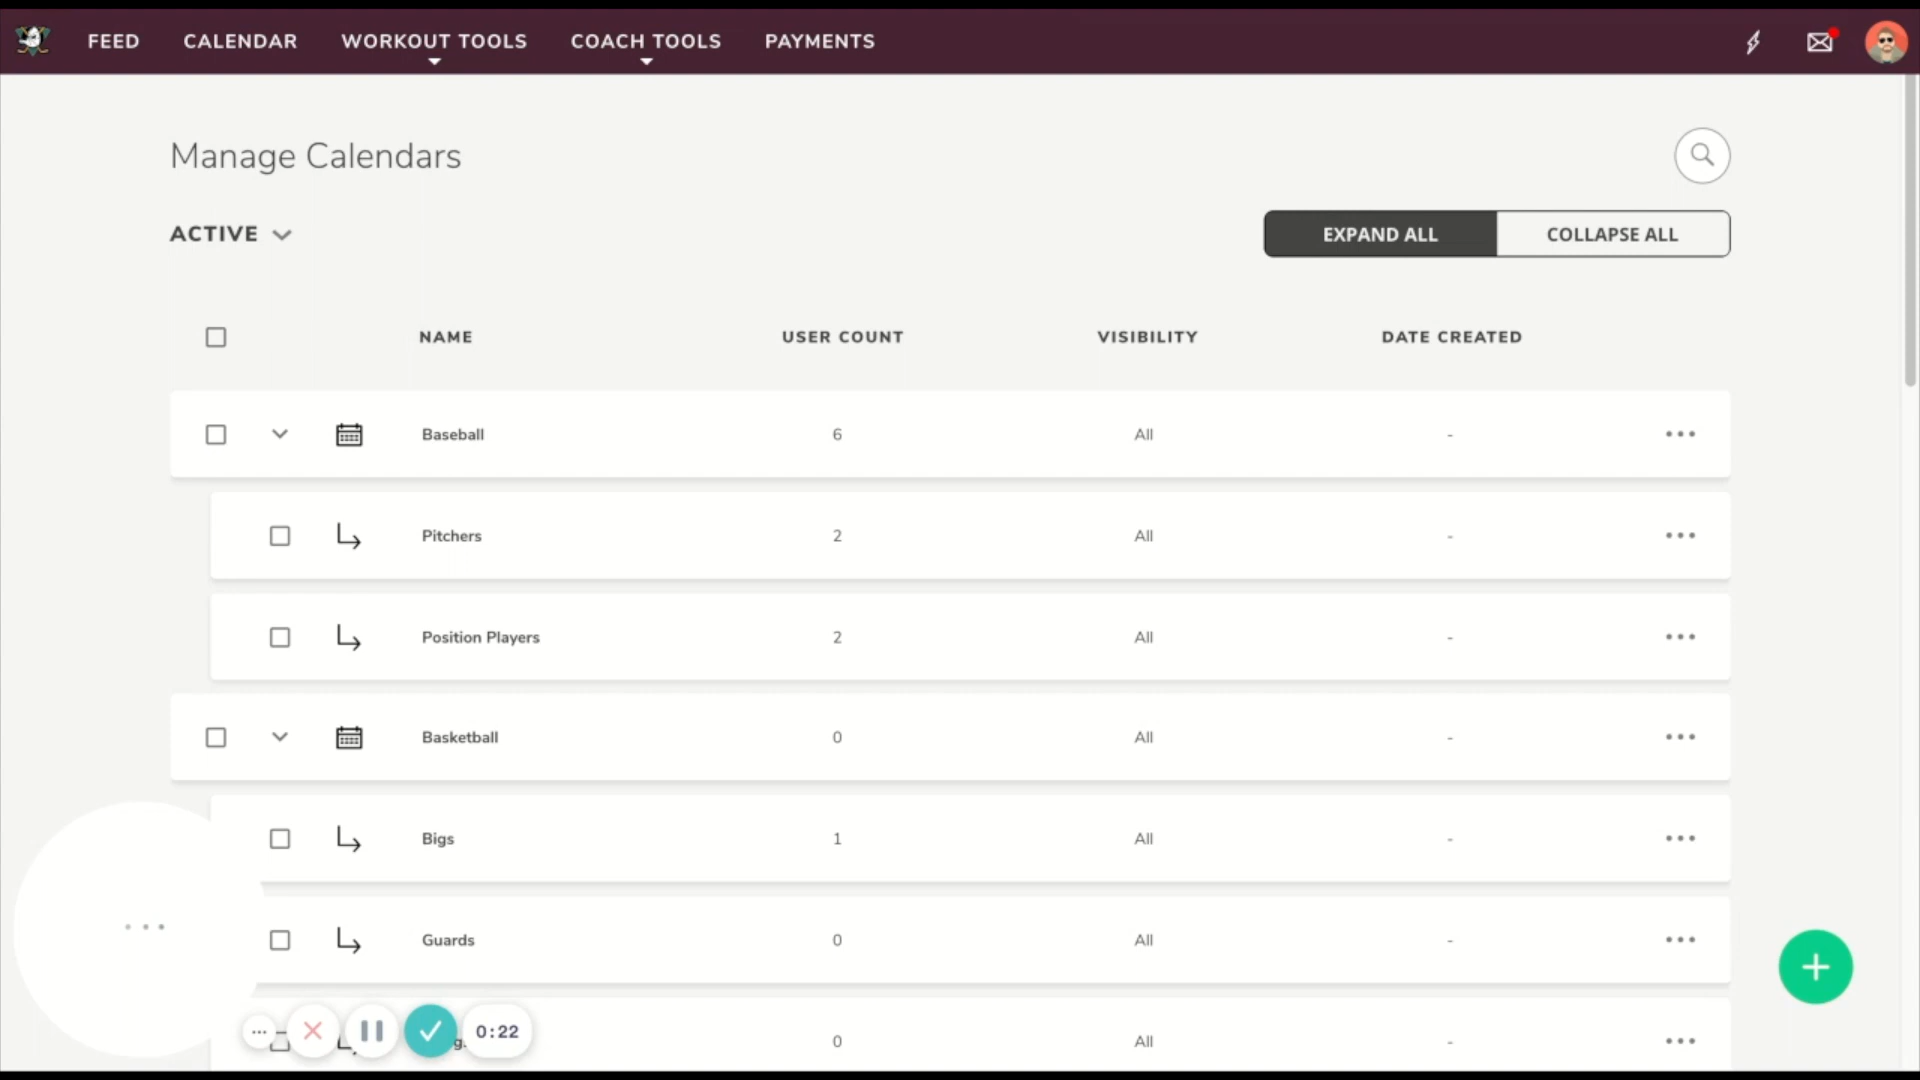 FEED CALENDAR WORKOUT TOOLS COACH TOOLS PAYMENTS
Manage Calendars
ACTIVE EXPAND ALL COLLAPSE ALL
NAME USER COUNT VISIBILITY DATE CREATED
Baseball 6 All -
Pitchers 2 All -
Position Players 2 All -
Basketball 0 All -
Bigs 1 All -
Guards 0 All -
0 All -
0:22